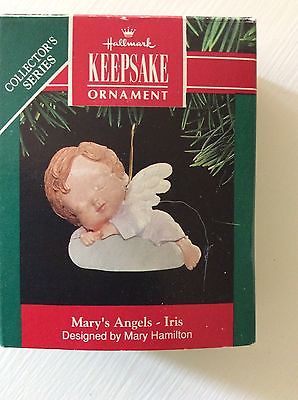 COLLECTOR'S
SERIES
Hallmark
KEEPSAKE
ORNAMENT
Mary's Angels - Iris
Designed by Mary Hamilton